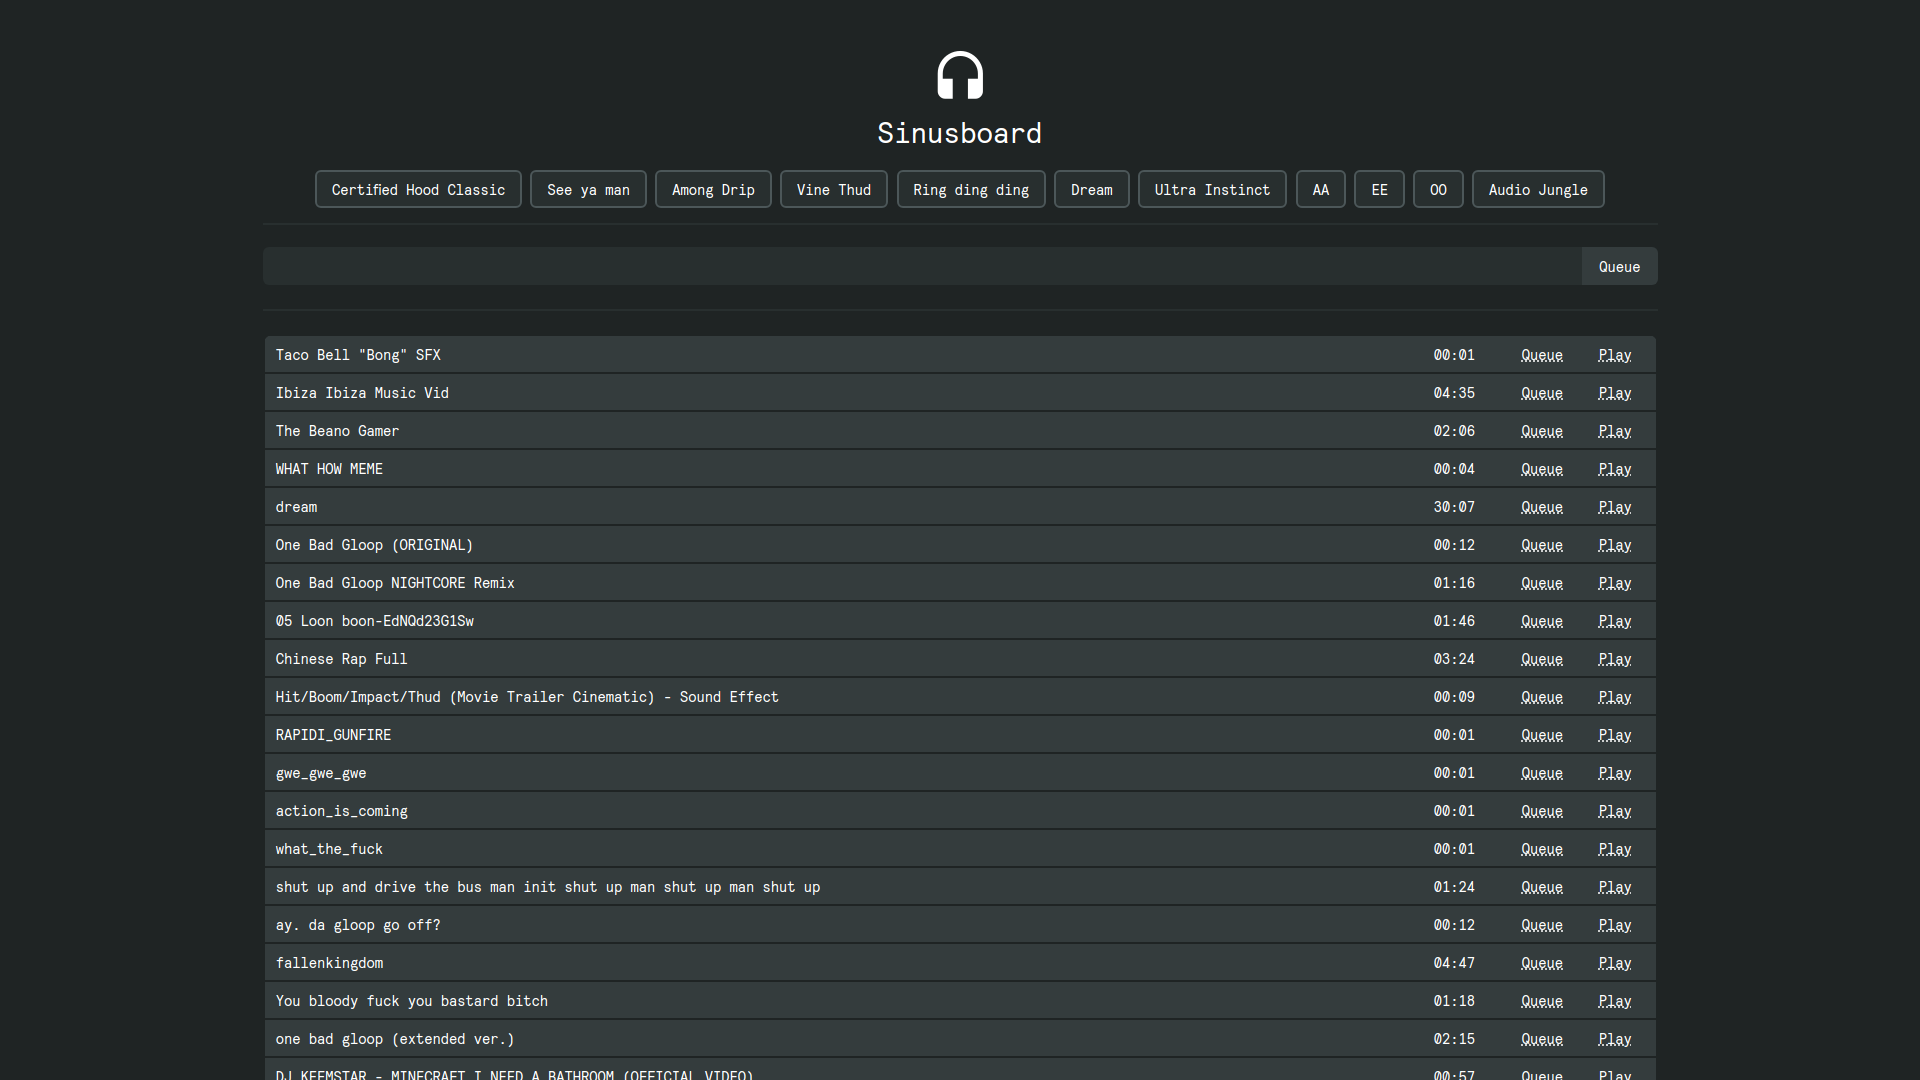 Sinusboard
Certified Hood Classic See ya man Among Drip Vine Thud Ring ding ding Dream Ultra Instinct AA EE OO Audio Jungle
Queue
Taco Bell "Bong" SFX 00:01 Queue Play
Ibiza Ibiza Music Vid 04:35 Queue Play
The Beano Gamer 02:06 Queue Play
WHAT HOW MEME 00:04 Queue Play
dream 30:07 Queue Play
One Bad Gloop (ORIGINAL) 00:12 Queue Play
One Bad Gloop NIGHTCORE Remix 01:16 Queue Play
05 Loon boon-EdNQd23G1Sw 01:46 Queue Play
Chinese Rap Full 03:24 Queue Play
Hit/Boom/Impact/Thud (Movie Trailer Cinematic) - Sound Effect 00:09 Queue Play
RAPIDI_GUNFIRE 00:01 Queue Play
gwe_gwe_gwe 00:01 Queue Play
action_is_coming 00:01 Queue Play
what_the_fuck 00:01 Queue Play
shut up and drive the bus man init shut up man shut up man shut up 01:24 Queue Play
ay. da gloop go off? 00:12 Queue Play
fallenkingdom 04:47 Queue Play
You bloody fuck you bastard bitch 01:18 Queue Play
one bad gloop (extended ver.) 02:15 Queue Play
DJ KEEMSTAR - MINECRAFT I NEED A BATHROOM (OFFICIAL VIDEO) 00:57 Queue Play